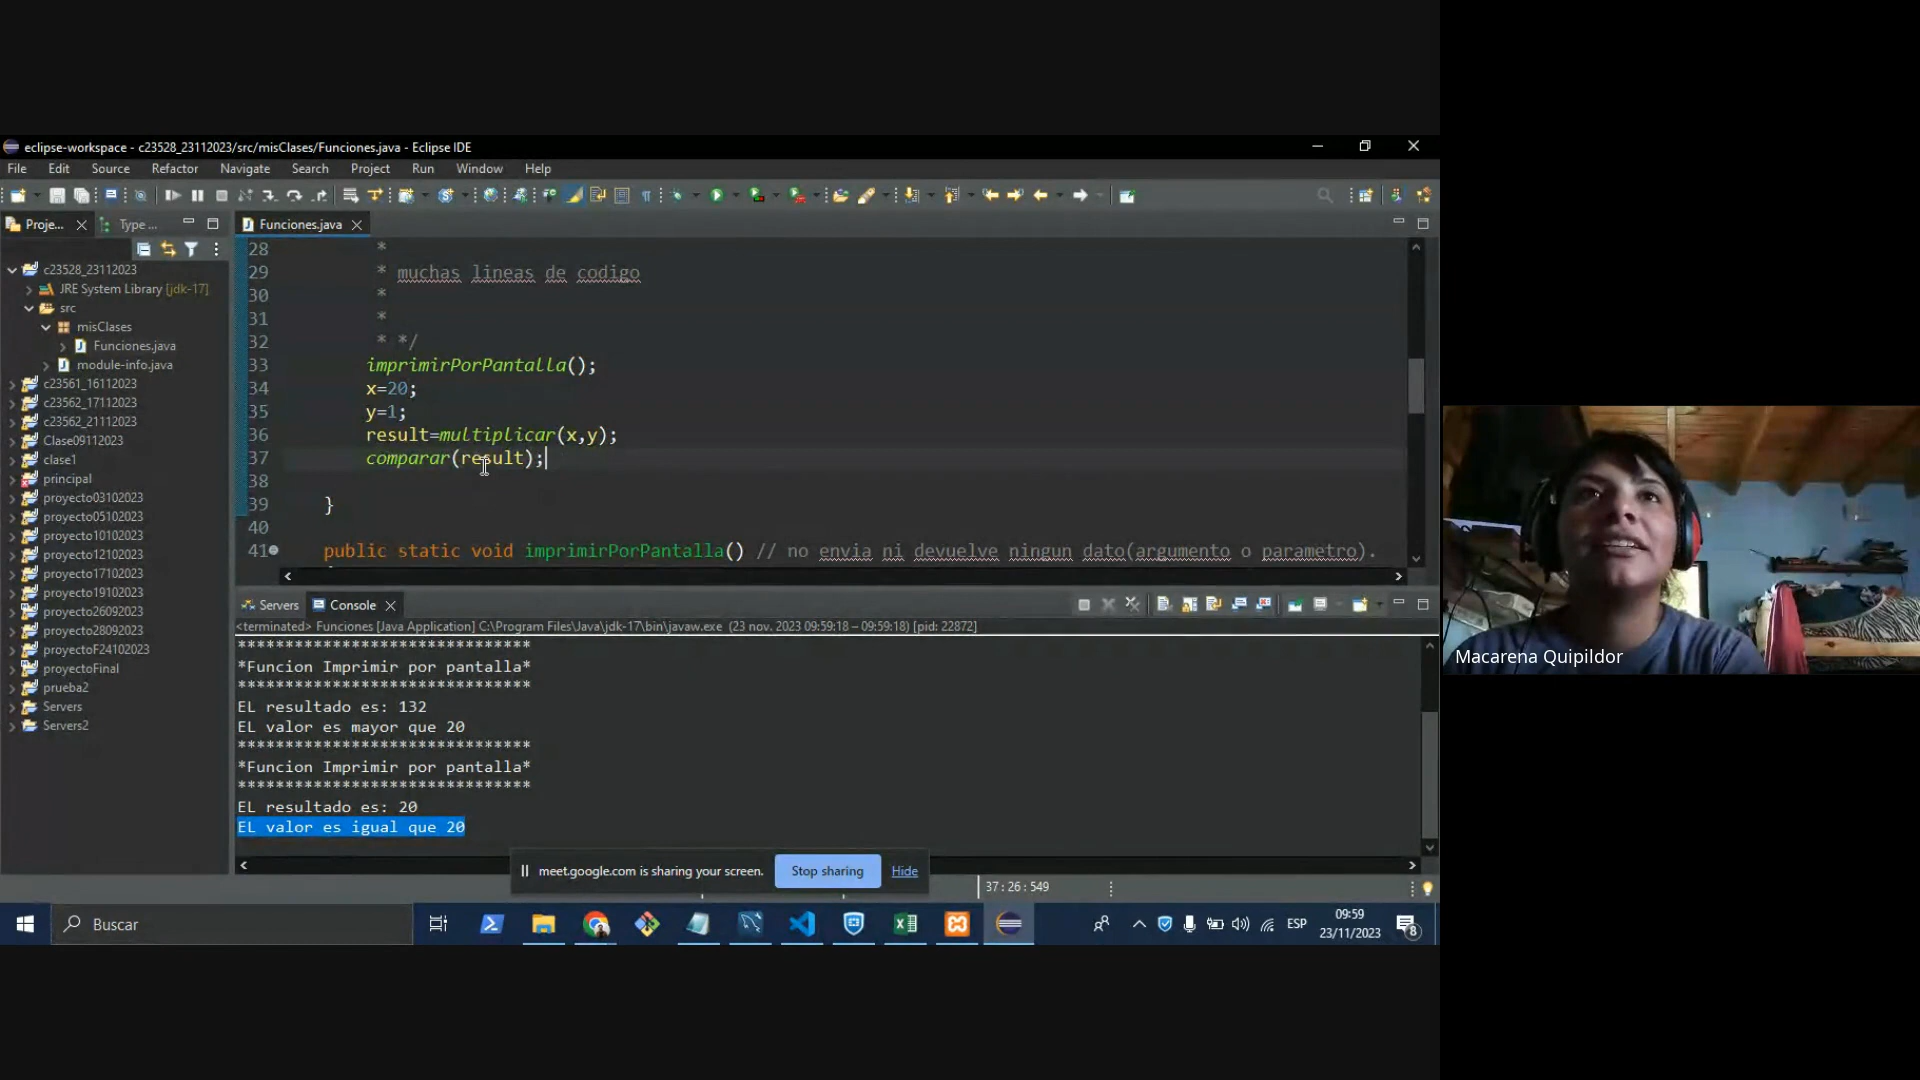 eclipse-workspace - c23528_23112023/src/misClases/Funciones.java - Eclipse IDE
File Edit Source Refactor Navigate Search Project Run Window Help
Proje... Type ... Funciones.java
c23528_23112023
JRE System Library [jdk-17]
src
misClases
Funciones.java
module-info.java
c23561_16112023
c23562_17112023
c23562_21112023
Clase09112023
clase1
principal
proyecto03102023
proyecto05102023
proyecto10102023
proyecto12102023
proyecto17102023
proyecto19102023
proyecto26092023
proyecto28092023
proyectoF24102023
proyectoFinal
prueba2
Servers
Servers2
28 *
29 * muchas lineas de codigo
30 *
31 *
32 * */
33 imprimirPorPantalla();
34 x=20;
35 y=1;
36 result=multiplicar(x,y);
37 comparar(result);
38
39 }
40
41 public static void imprimirPorPantalla() // no envia ni devuelve ningun dato(argumento o parametro).
Servers Console
<terminated> Funciones [Java Application] C:\Program Files\Java\jdk-17\bin\javaw.exe (23 nov. 2023 09:59:18 – 09:59:18) [pid: 22872]
*******************************
*Funcion Imprimir por pantalla*
*******************************
EL resultado es: 132
EL valor es mayor que 20
*******************************
*Funcion Imprimir por pantalla*
*******************************
EL resultado es: 20
EL valor es igual que 20
meet.google.com is sharing your screen. Stop sharing Hide
37 : 26 : 549
Buscar
ESP
09:59
23/11/2023
8
Macarena Quipildor